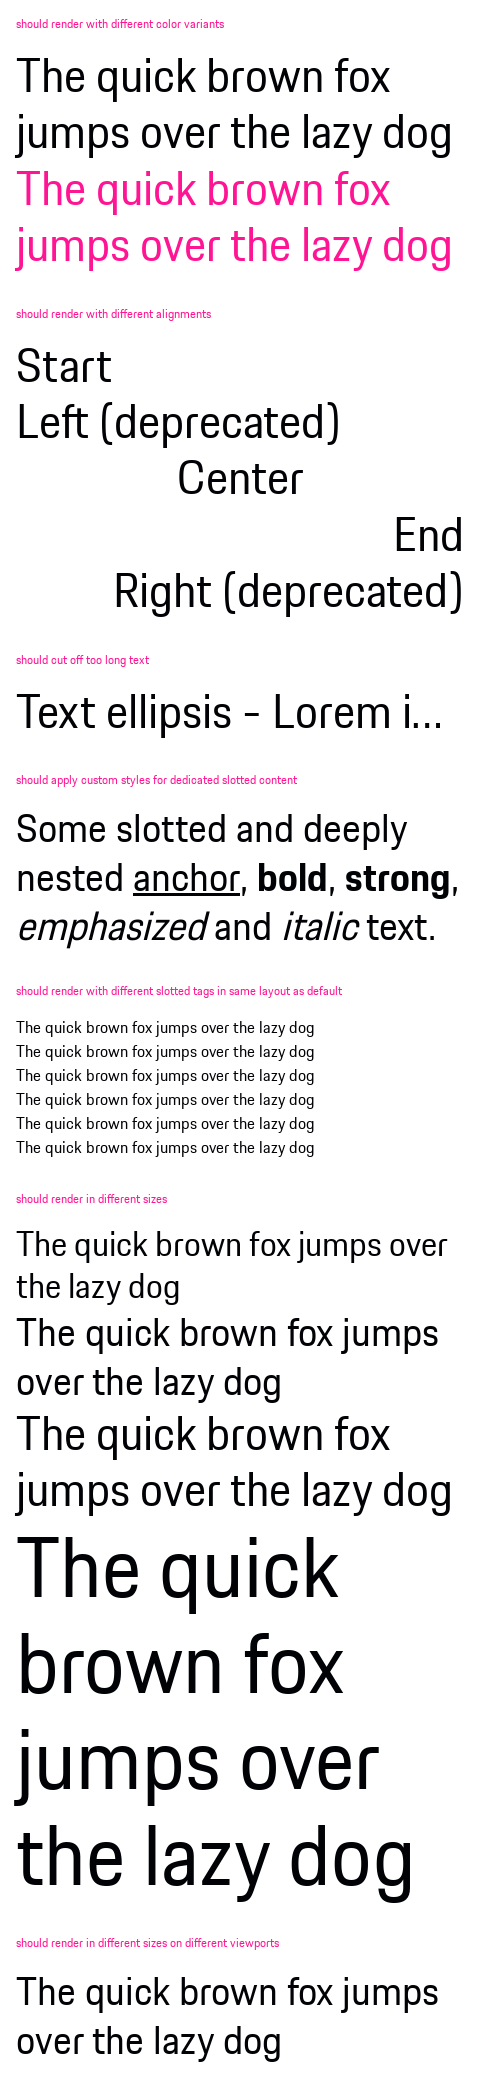 should render with different color variants
The quick brown fox
jumps over the lazy dog
The quick brown fox
jumps over the lazy dog
should render with different alignments
Start
Left (deprecated)
Center
End
Right (deprecated)
should cut off too long text
Text ellipsis - Lorem i...
should apply custom styles for dedicated slotted content
Some slotted and deeply
nested anchor, bold, strong,
emphasized and italic text.
should render with different slotted tags in same layout as default
The quick brown fox jumps over the lazy dog
The quick brown fox jumps over the lazy dog
The quick brown fox jumps over the lazy dog
The quick brown fox jumps over the lazy dog
The quick brown fox jumps over the lazy dog
The quick brown fox jumps over the lazy dog
should render in different sizes
The quick brown fox jumps over
the lazy dog
The quick brown fox jumps
over the lazy dog
The quick brown fox
jumps over the lazy dog
The quick
brown fox
jumps over
the lazy dog
should render in different sizes on different viewports
The quick brown fox jumps
over the lazy dog